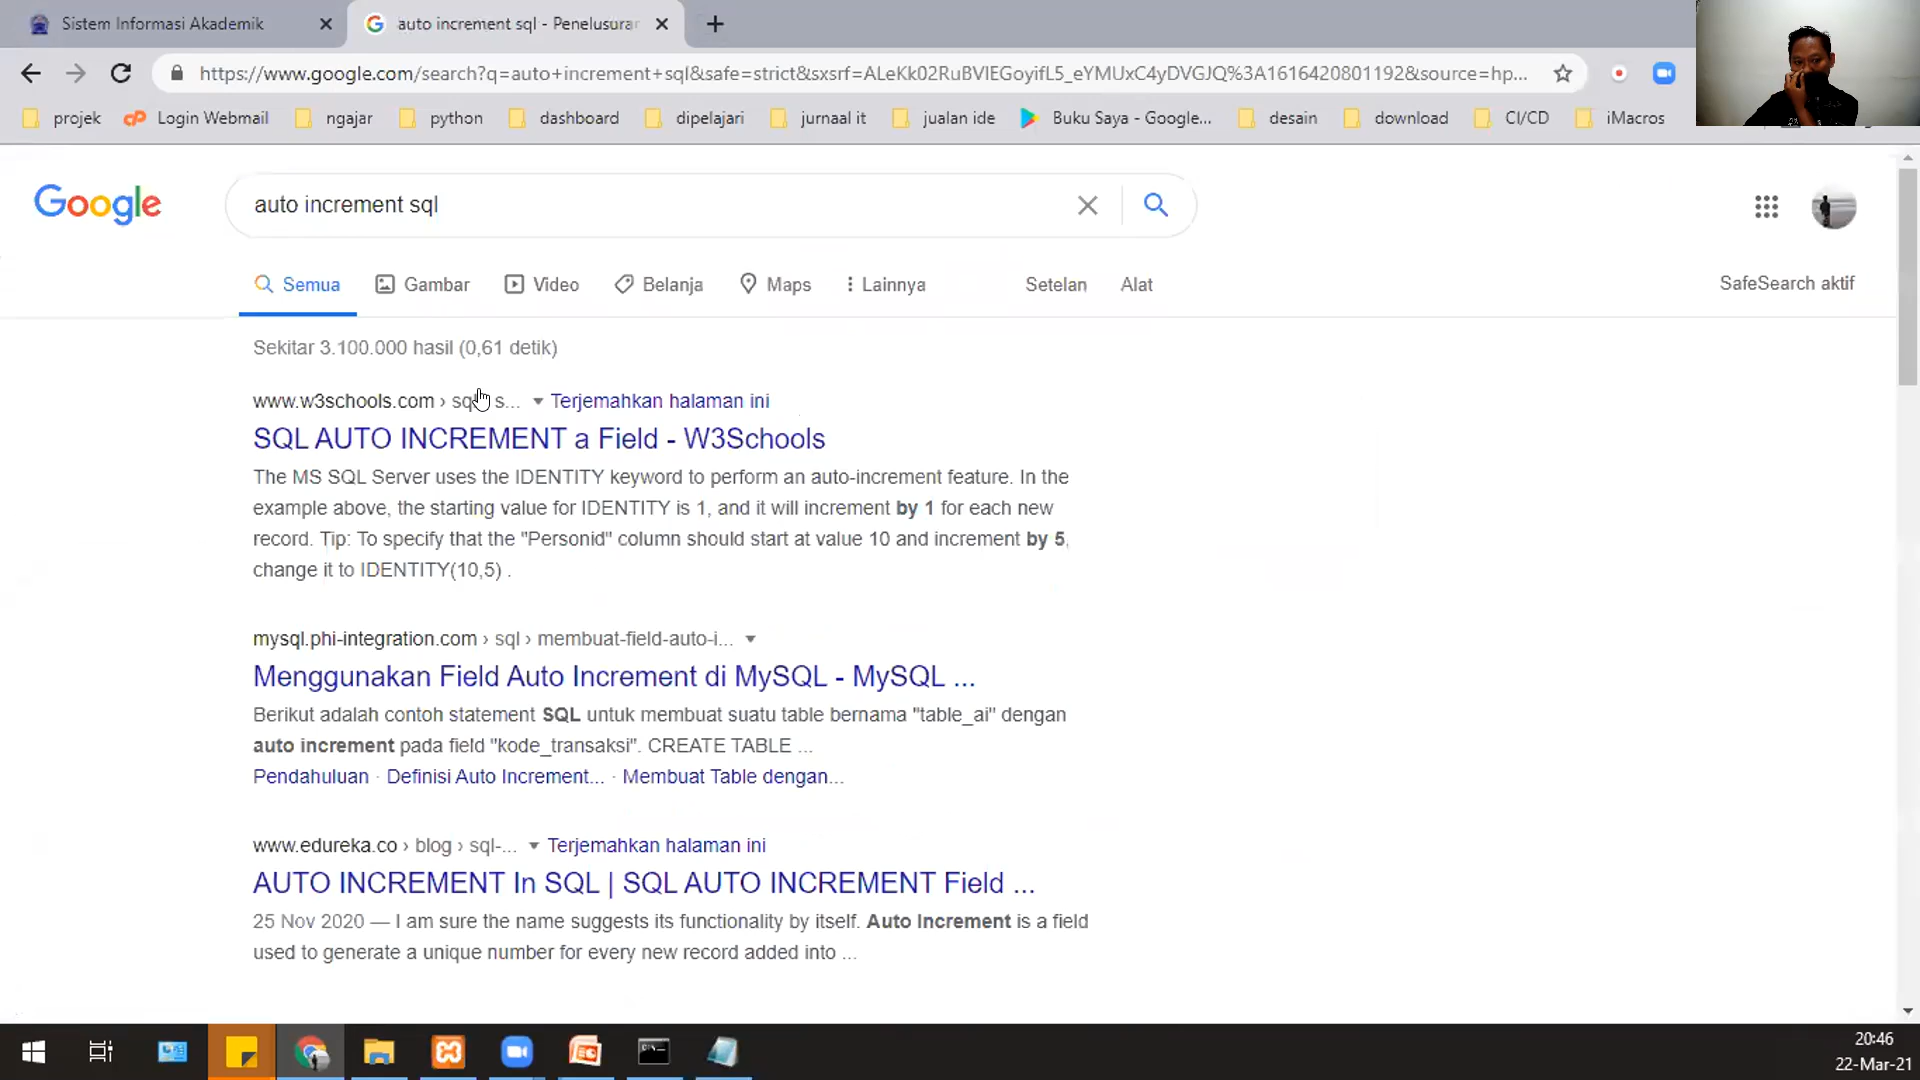 Sistem Informasi Akademik
auto increment sql - Penelusuran
https://www.google.com/search?q=auto+increment+sql&safe=strict&sxsrf=ALeKk02RuBVlEGoyifL5_eYMUxC4yDVGJQ%3A1616420801192&source=hp...
projek
Login Webmail
ngajar
python
dashboard
dipelajari
jurnaal it
jualan ide
Buku Saya - Google...
desain
download
CI/CD
iMacros
Google
auto increment sql
Semua
Gambar
Video
Belanja
Maps
Lainnya
Setelan
Alat
SafeSearch aktif
Sekitar 3.100.000 hasil (0,61 detik)
www.w3schools.com › sql › s... Terjemahkan halaman ini
SQL AUTO INCREMENT a Field - W3Schools
The MS SQL Server uses the IDENTITY keyword to perform an auto-increment feature. In the
example above, the starting value for IDENTITY is 1, and it will increment by 1 for each new
record. Tip: To specify that the "Personid" column should start at value 10 and increment by 5,
change it to IDENTITY(10,5) .
mysql.phi-integration.com › sql › membuat-field-auto-i...
Menggunakan Field Auto Increment di MySQL - MySQL ...
Berikut adalah contoh statement SQL untuk membuat suatu table bernama "table_ai" dengan
auto increment pada field "kode_transaksi". CREATE TABLE ...
Pendahuluan · Definisi Auto Increment... · Membuat Table dengan...
www.edureka.co › blog › sql-... Terjemahkan halaman ini
AUTO INCREMENT In SQL | SQL AUTO INCREMENT Field ...
25 Nov 2020 — I am sure the name suggests its functionality by itself. Auto Increment is a field
used to generate a unique number for every new record added into ...
20:46
22-Mar-21